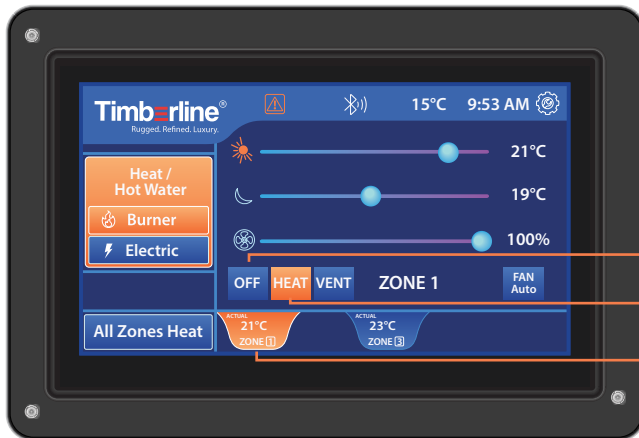 Timberline®
Rugged. Refined. Luxury.
15°C
9:53 AM
Heat /
Hot Water
Burner
Electric
21°C
19°C
100%
OFF
HEAT
VENT
ZONE 1
FAN
Auto
All Zones Heat
ACTUAL
21°C
ZONE 1
ACTUAL
23°C
ZONE 3